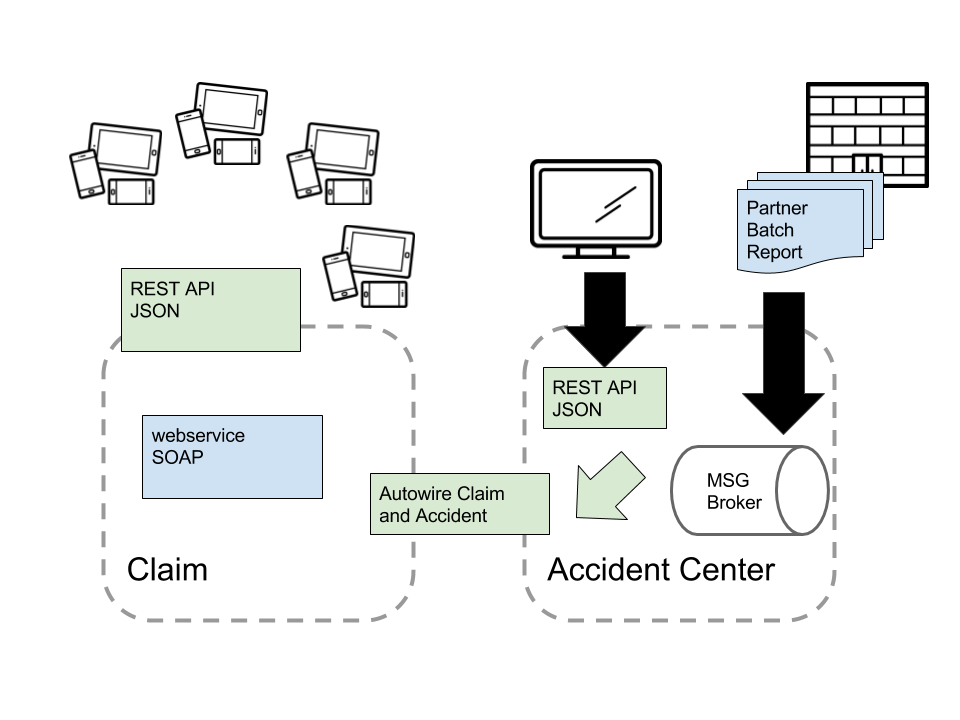 Partner
Batch
Report
REST API
JSON
REST API
JSON
webservice
SOAP
MSG
Broker
Autowire Claim
and Accident
Claim
Accident Center